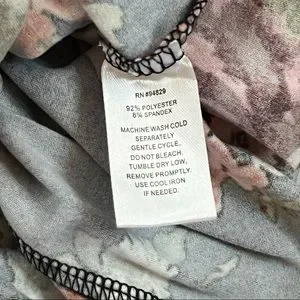 RN #94829
92% POLYESTER
8% SPANDEX
MACHINE WASH COLD
SEPARATELY
GENTLE CYCLE,
DO NOT BLEACH,
TUMBLE DRY LOW,
REMOVE PROMPTLY.
USE COOL IRON
IF NEEDED.